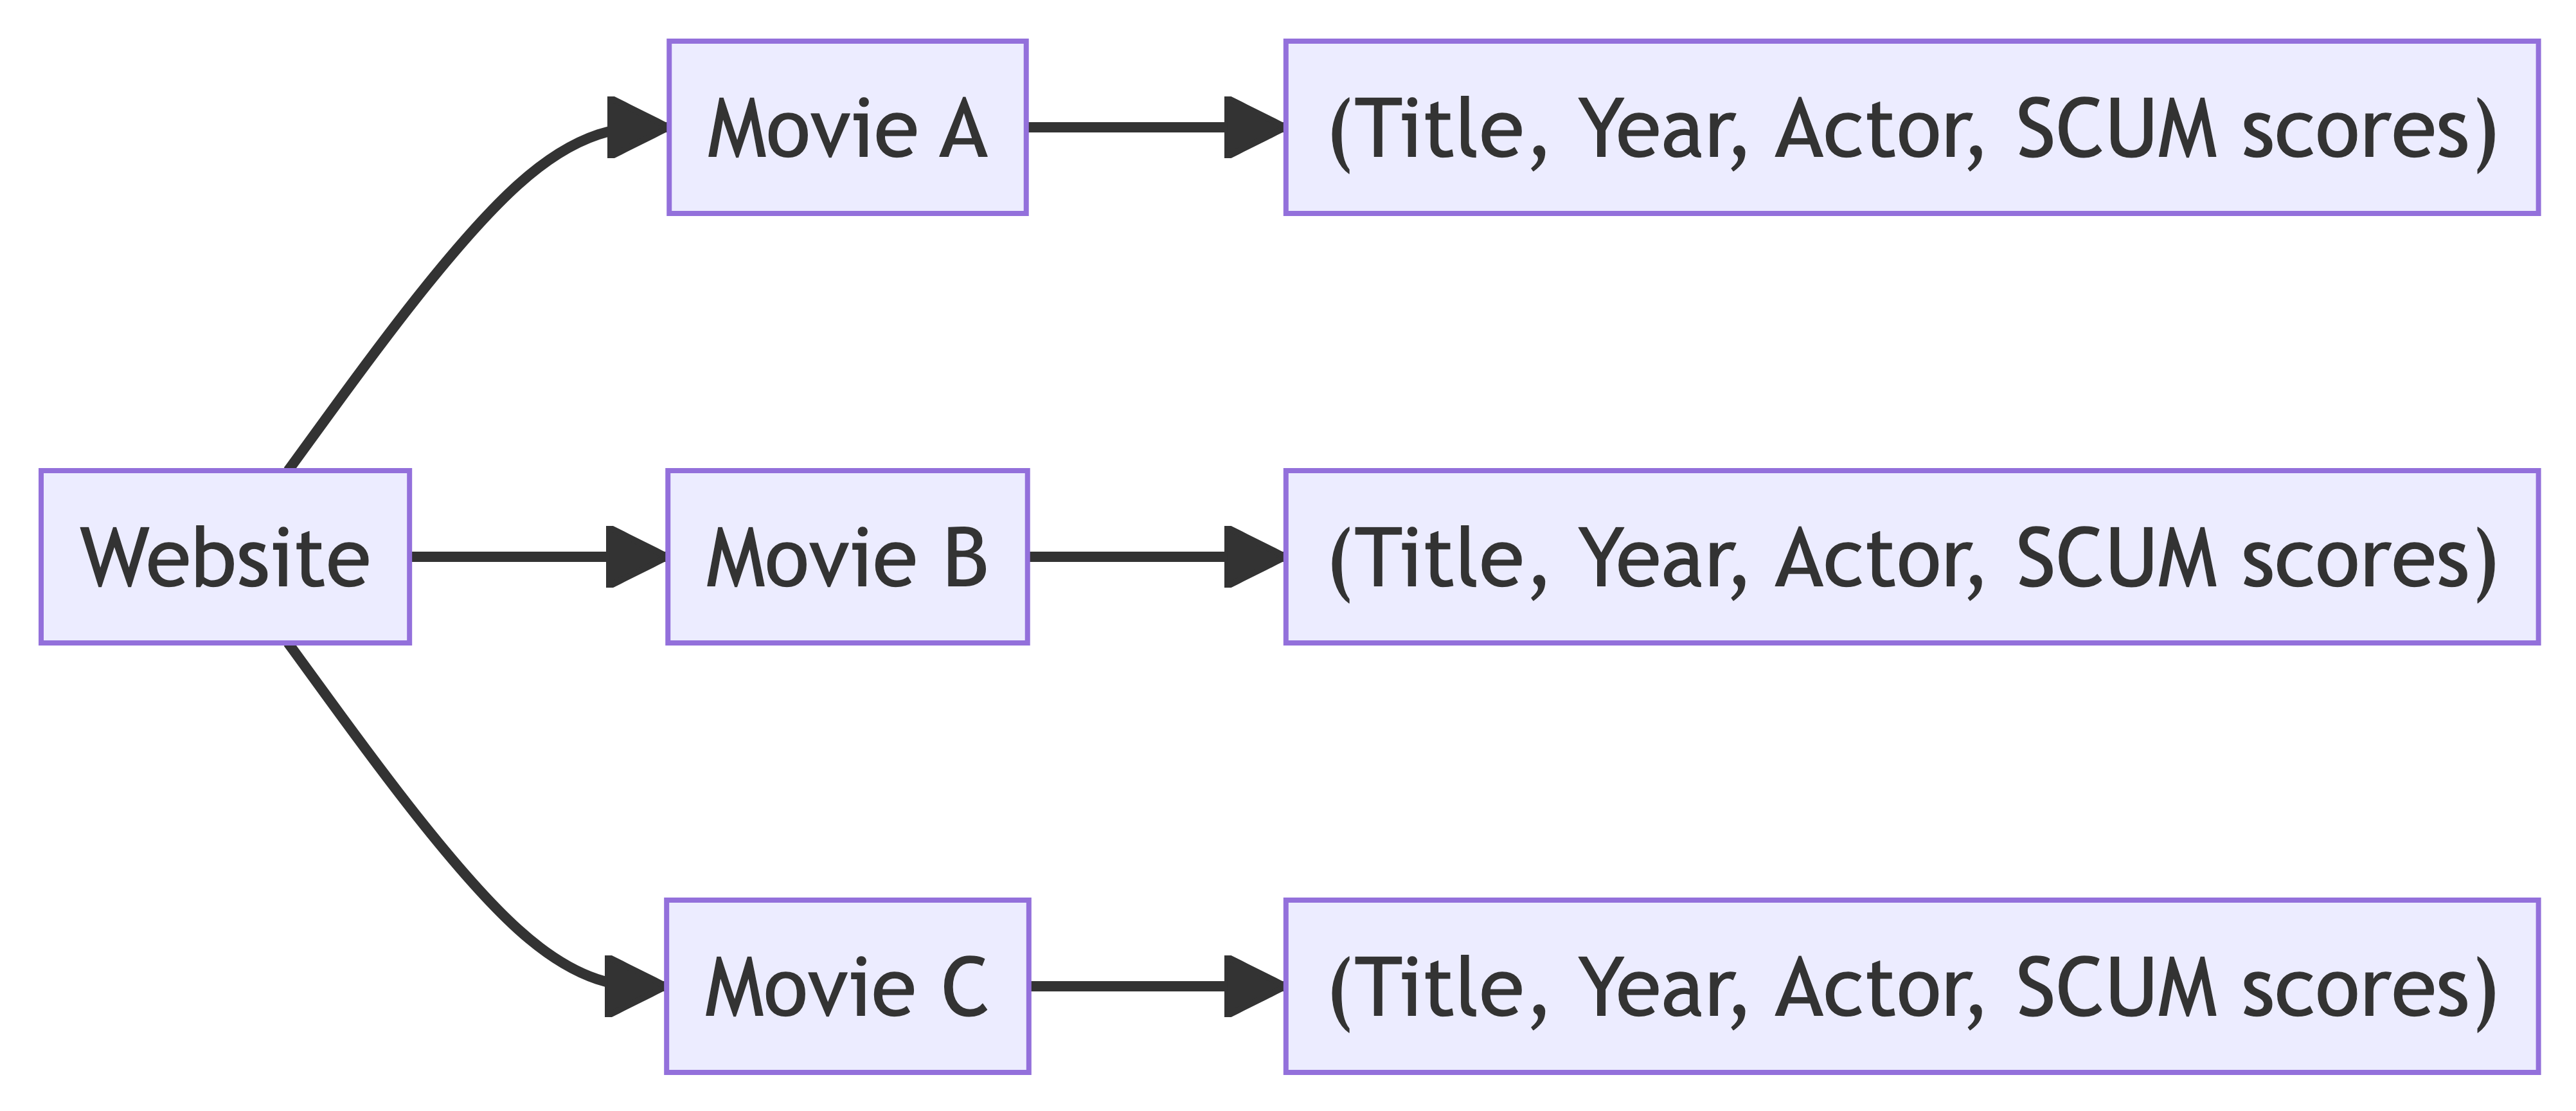 Movie A
(Title, Year, Actor, SCUM scores)
Website
Movie B
(Title, Year, Actor, SCUM scores)
Movie C
(Title, Year, Actor, SCUM scores)